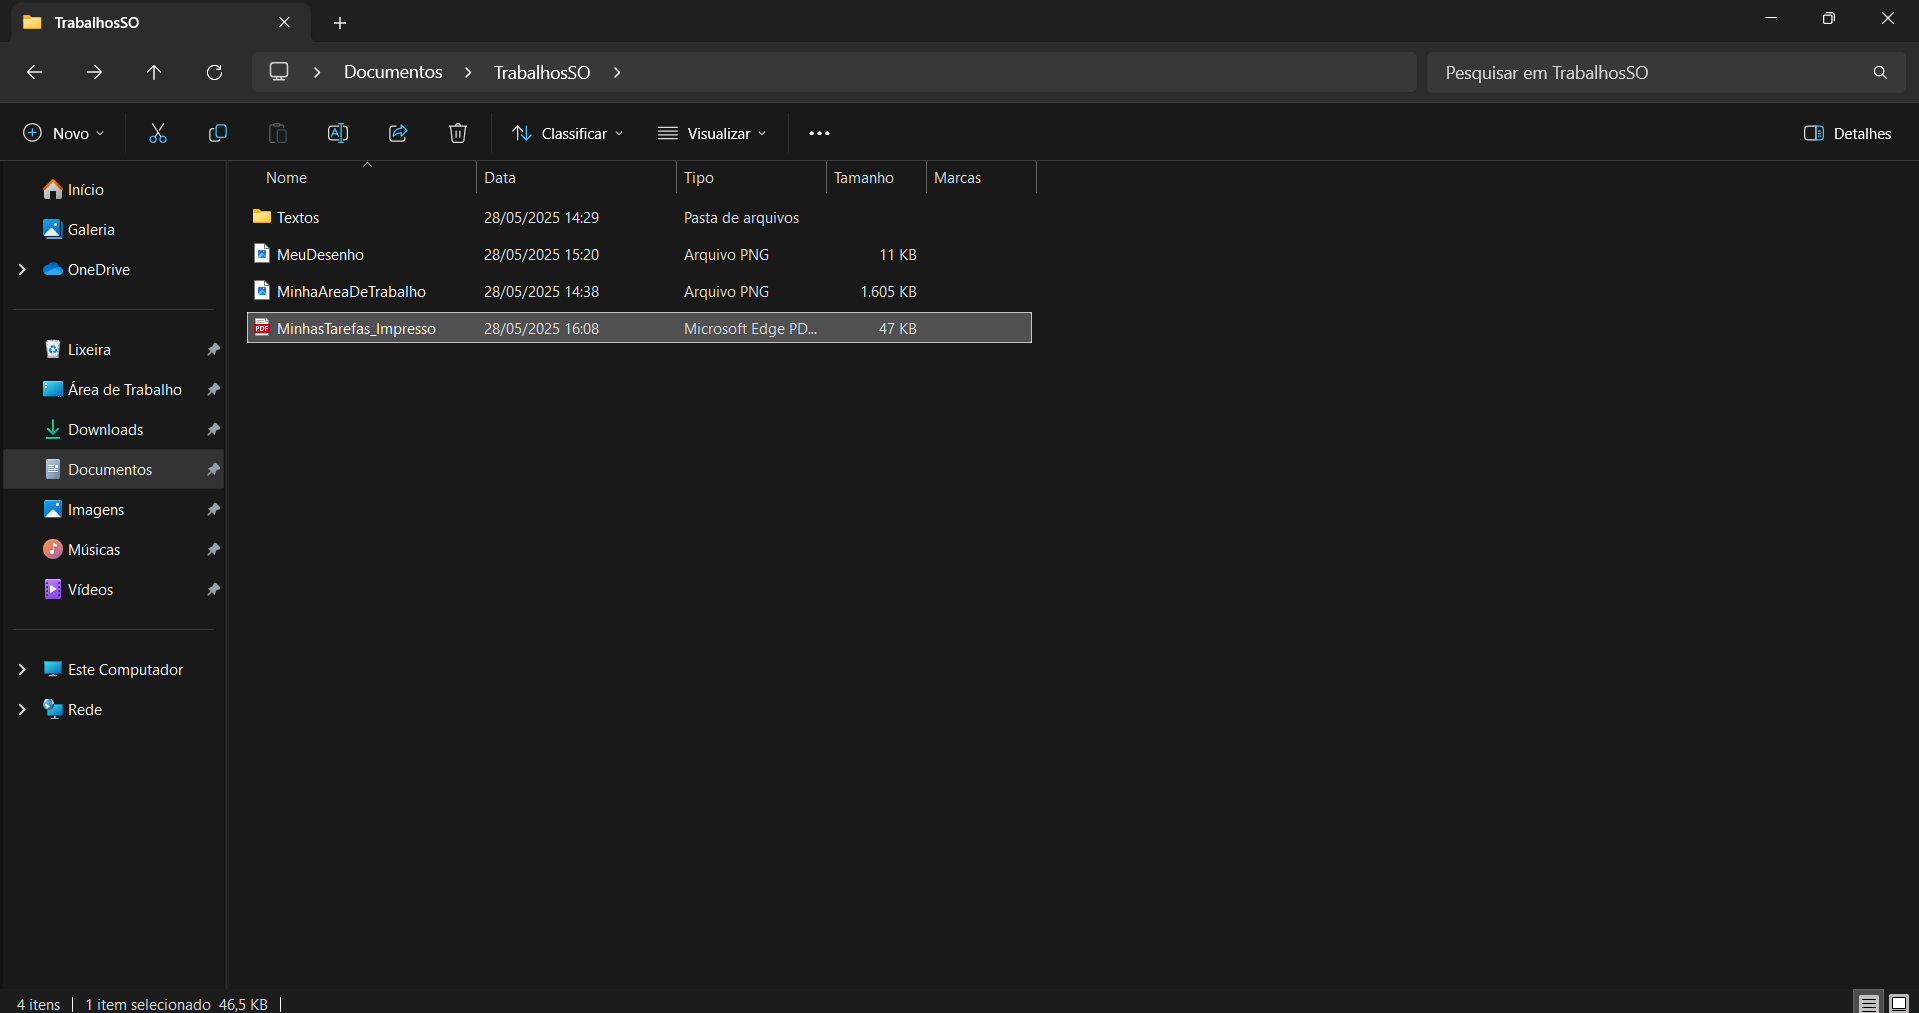 TrabalhosSO
Documentos TrabalhosSO
Pesquisar em TrabalhosSO
Novo Classificar Visualizar Detalhes
Nome Data Tipo Tamanho Marcas
Textos 28/05/2025 14:29 Pasta de arquivos
MeuDesenho 28/05/2025 15:20 Arquivo PNG 11 KB
MinhaAreaDeTrabalho 28/05/2025 14:38 Arquivo PNG 1.605 KB
PDF MinhasTarefas_Impresso 28/05/2025 16:08 Microsoft Edge PD... 47 KB
Início
Galeria
OneDrive
Lixeira
Área de Trabalho
Downloads
Documentos
Imagens
Músicas
Vídeos
Este Computador
Rede
4 itens 1 item selecionado 46,5 KB